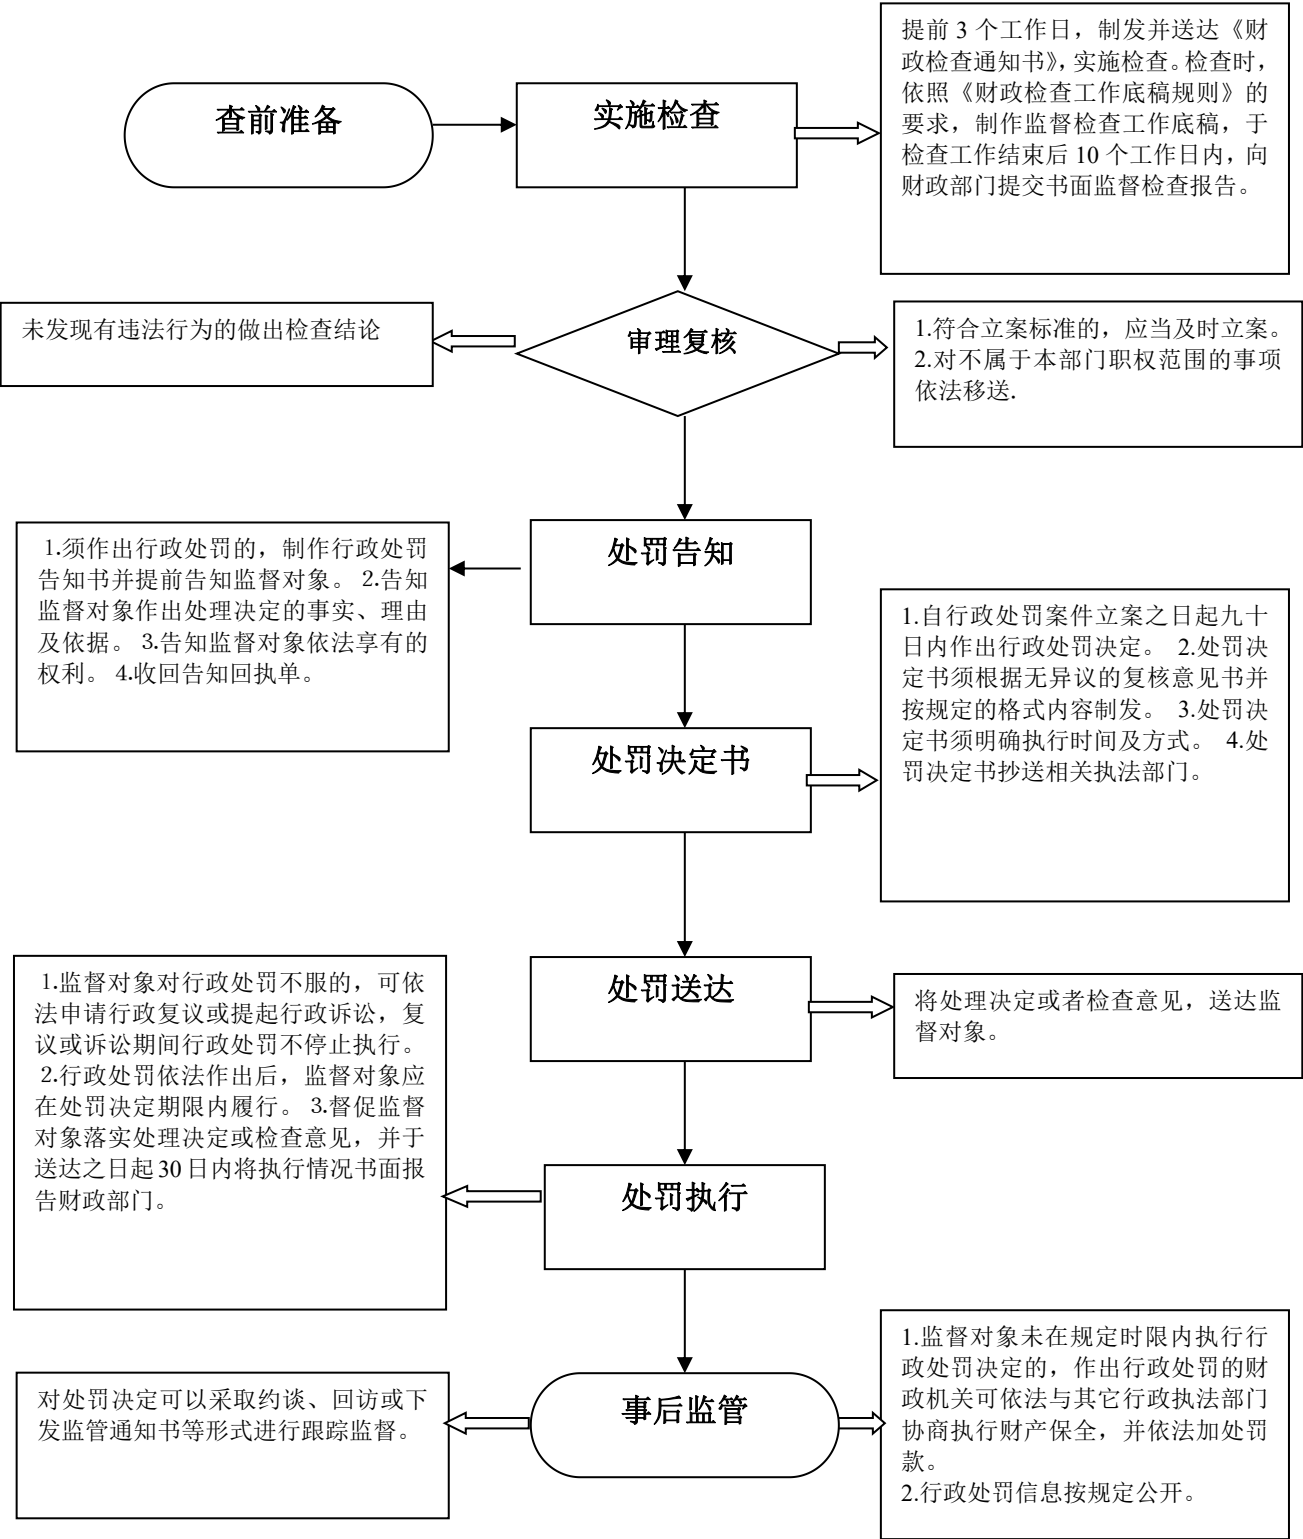 查前准备
实施检查
提前 3 个工作日，制发并送达《财
政检查通知书》，实施检查。检查时，
依照《财政检查工作底稿规则》的
要求，制作监督检查工作底稿，于
检查工作结束后 10 个工作日内，向
财政部门提交书面监督检查报告。
未发现有违法行为的做出检查结论
审理复核
1.符合立案标准的，应当及时立案。
2.对不属于本部门职权范围的事项
依法移送.
1.须作出行政处罚的，制作行政处罚
告知书并提前告知监督对象。 2.告知
监督对象作出处理决定的事实、理由
及依据。 3.告知监督对象依法享有的
权利。 4.收回告知回执单。
处罚告知
1.自行政处罚案件立案之日起九十
日内作出行政处罚决定。 2.处罚决
定书须根据无异议的复核意见书并
按规定的格式内容制发。 3.处罚决
定书须明确执行时间及方式。 4.处
罚决定书抄送相关执法部门。
处罚决定书
处罚送达
将处理决定或者检查意见，送达监
督对象。
1.监督对象对行政处罚不服的，可依
法申请行政复议或提起行政诉讼，复
议或诉讼期间行政处罚不停止执行。
2.行政处罚依法作出后，监督对象应
在处罚决定期限内履行。 3.督促监督
对象落实处理决定或检查意见，并于
送达之日起 30 日内将执行情况书面报
告财政部门。
处罚执行
对处罚决定可以采取约谈、回访或下
发监管通知书等形式进行跟踪监督。
事后监管
1.监督对象未在规定时限内执行行
政处罚决定的，作出行政处罚的财
政机关可依法与其它行政执法部门
协商执行财产保全，并依法加处罚
款。
2.行政处罚信息按规定公开。